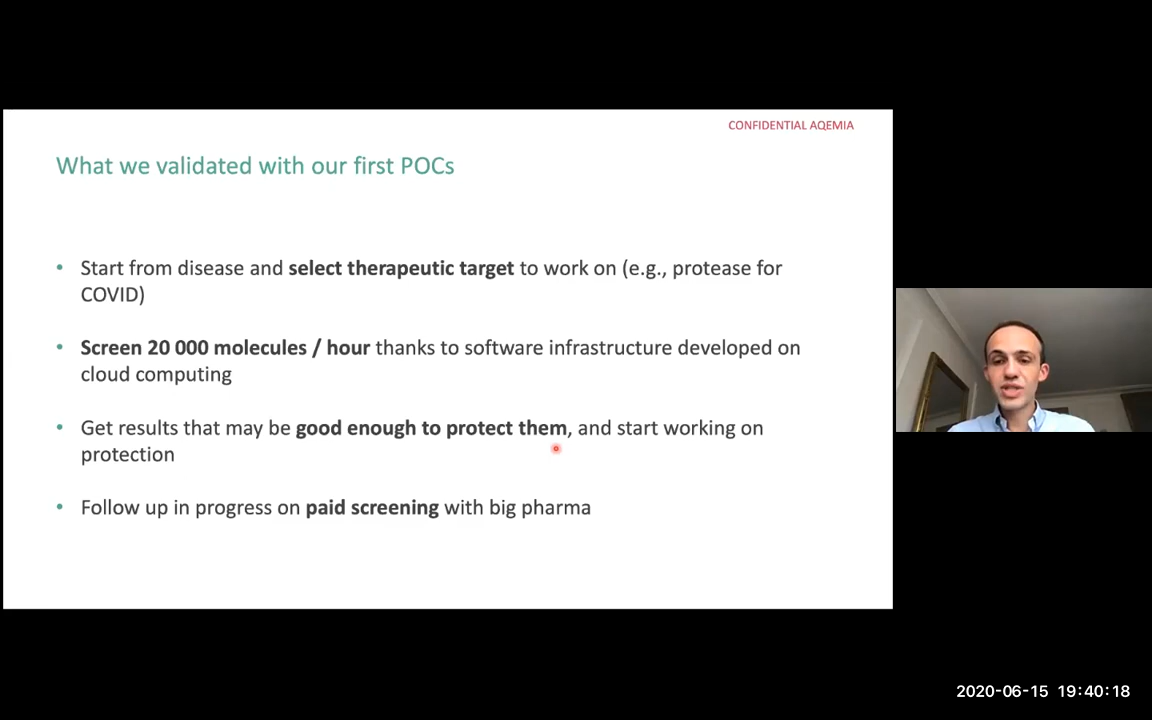 CONFIDENTIAL AQEMIA
What we validated with our first POCs
• Start from disease and select therapeutic target to work on (e.g., protease for
COVID)
• Screen 20 000 molecules / hour thanks to software infrastructure developed on
cloud computing
• Get results that may be good enough to protect them, and start working on
protection
• Follow up in progress on paid screening with big pharma
2020-06-15 19:40:18